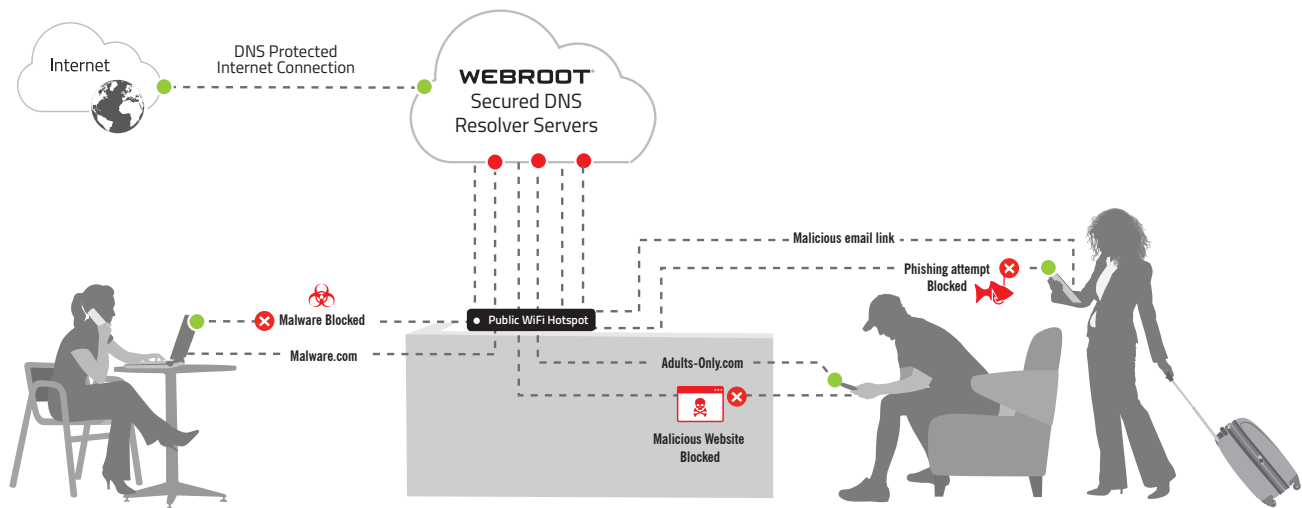 Internet
DNS Protected
Internet Connection
WEBROOT®
Secured DNS
Resolver Servers
Malicious email link
Phishing attempt
Blocked
Malware Blocked
Public WiFi Hotspot
Malware.com
Adults-Only.com
Malicious Website
Blocked